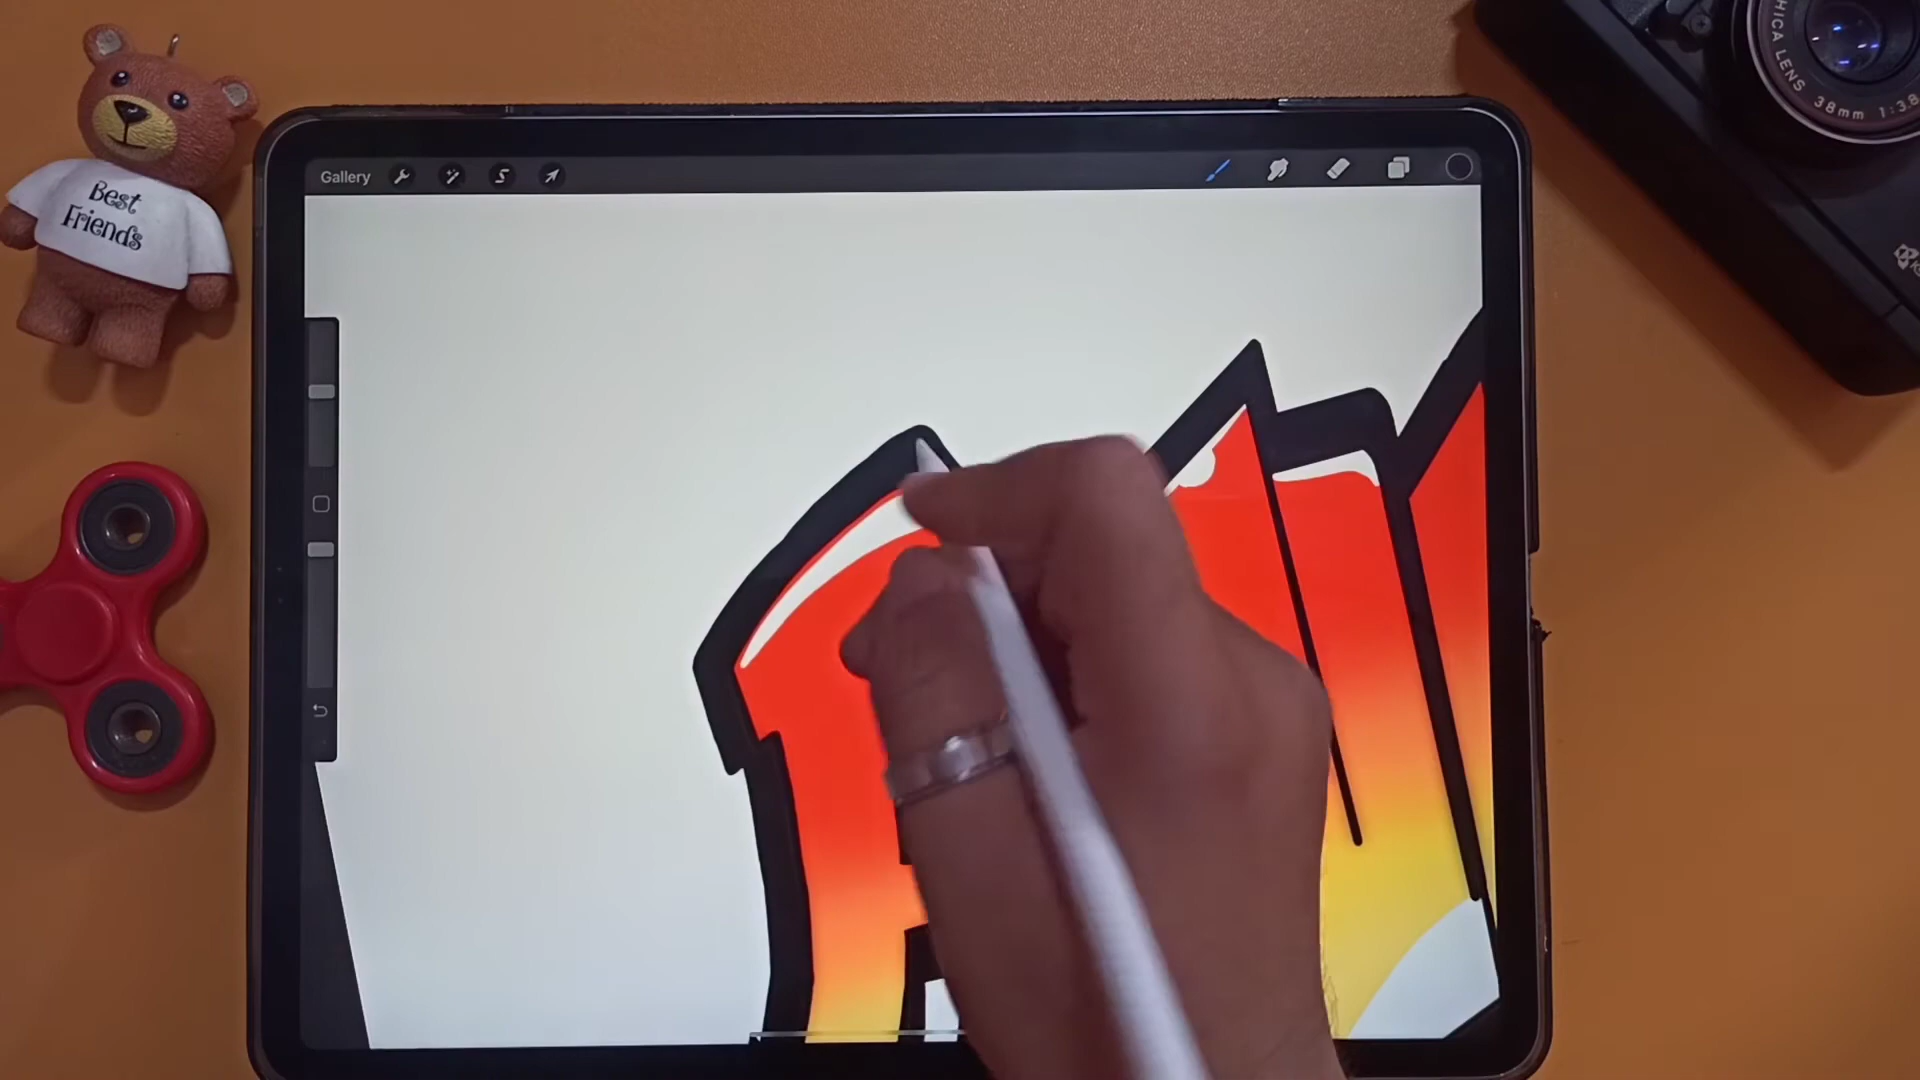 Best
Friends
Gallery
HICA LENS
38mm 1:3.8